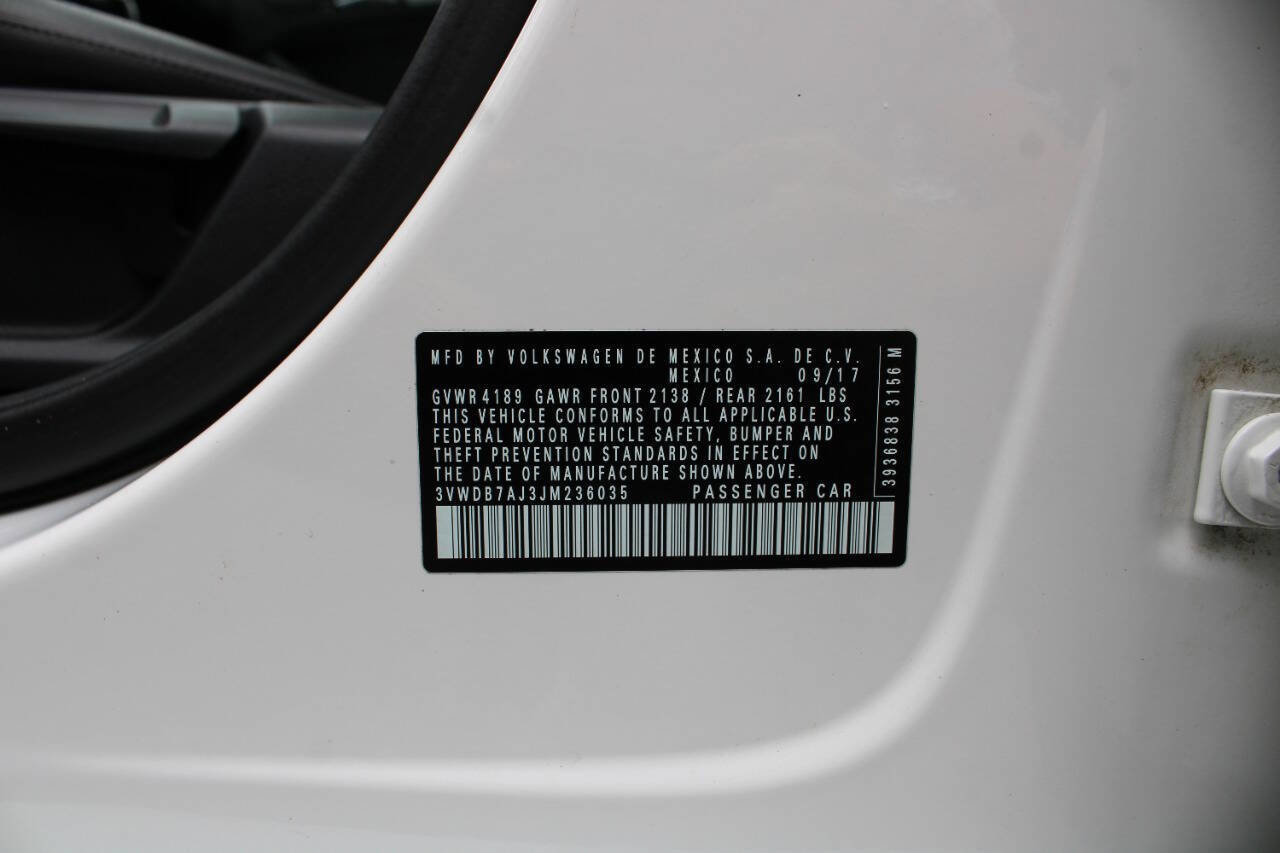 MFD BY VOLKSWAGEN DE MEXICO S.A. DE C.V.
MEXICO 09/17
GVWR 4189 GAWR FRONT 2138 / REAR 2161 LBS
THIS VEHICLE CONFORMS TO ALL APPLICABLE U.S.
FEDERAL MOTOR VEHICLE SAFETY, BUMPER AND
THEFT PREVENTION STANDARDS IN EFFECT ON
THE DATE OF MANUFACTURE SHOWN ABOVE.
3VWDB7AJ3JM236035 PASSENGER CAR
3936838 3156 M